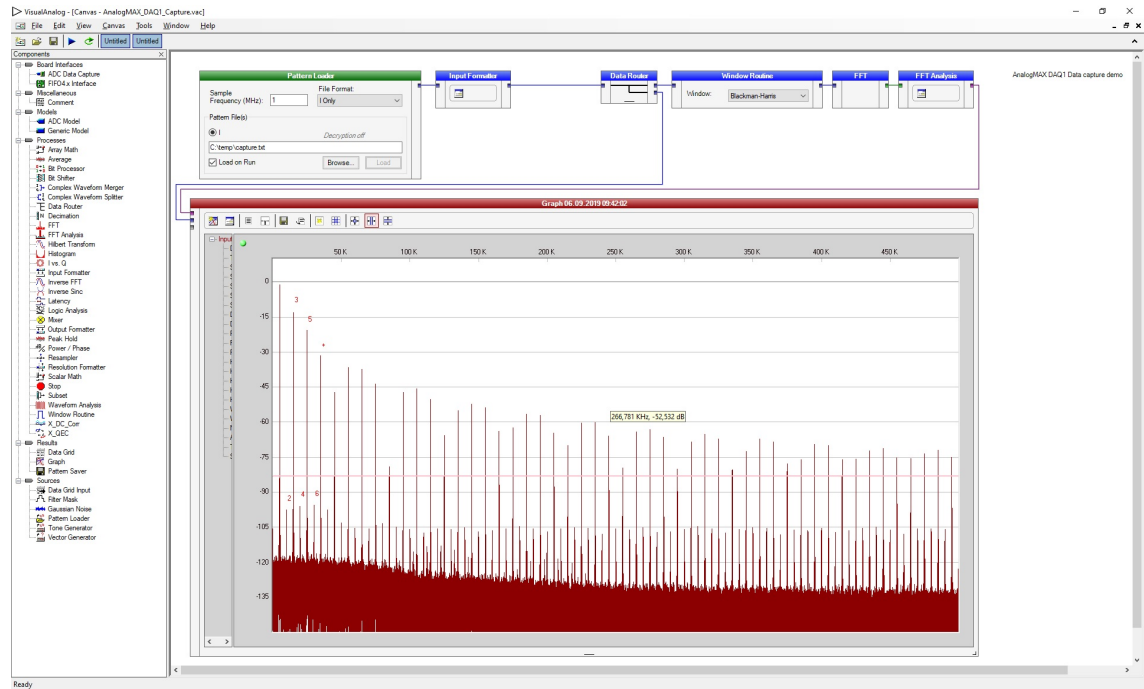 VisualAnalog - [Canvas - AnalogMAX_DAQ1_Capture.vac]
File Edit View Canvas Tools Window Help
Untitled Untitled
Components
Board Interfaces
ADC Data Capture
FIFO4.x Interface
Miscellaneous
Comment
Models
ADC Model
Generic Model
Processes
Array Math
Average
Bit Processor
Bit Shifter
Complex Waveform Merger
Complex Waveform Splitter
Data Router
Decimation
FFT
FFT Analysis
Hilbert Transform
Histogram
I vs. Q
Input Formatter
Inverse FFT
Inverse Sinc
Latency
Logic Analysis
Mixer
Output Formatter
Peak Hold
Power / Phase
Resampler
Resolution Formatter
Scalar Math
Stop
Subset
Waveform Analysis
Window Routine
X_DC_Corr
X_QEC
Results
Data Grid
Graph
Pattern Saver
Sources
Data Grid Input
Filter Mask
Gaussian Noise
Pattern Loader
Tone Generator
Vector Generator
Pattern Loader
Sample
Frequency (MHz): 1
File Format:
I Only
Pattern File(s)
I
Decryption off
C:\temp\capture.txt
Load on Run
Browse... Load
Input Formatter
Data Router
Window Routine
Window: Blackman-Harris
FFT
FFT Analysis
AnalogMAX DAQ1 Data capture demo
Graph 06.09.2019 09:42:02
Input
50 K 100 K 150 K 200 K 250 K 300 K 350 K 400 K 450 K
0
3
-15
5
*
-30
-45
-60
266,781 KHz, -52,532 dB
-75
-90
2 4 6
-105
-120
-135
Ready